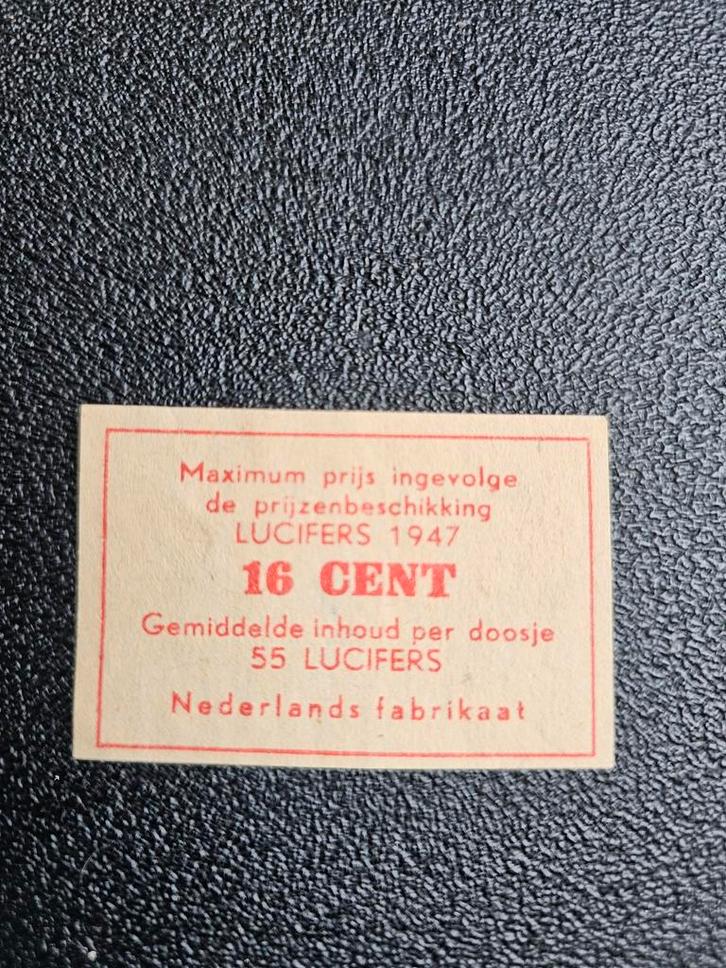 Maximum prijs ingevolge
de prijzenbeschikking
LUCIFERS 1947
16 CENT
Gemiddelde inhoud per doosje
55 LUCIFERS
Nederlands fabrikaat